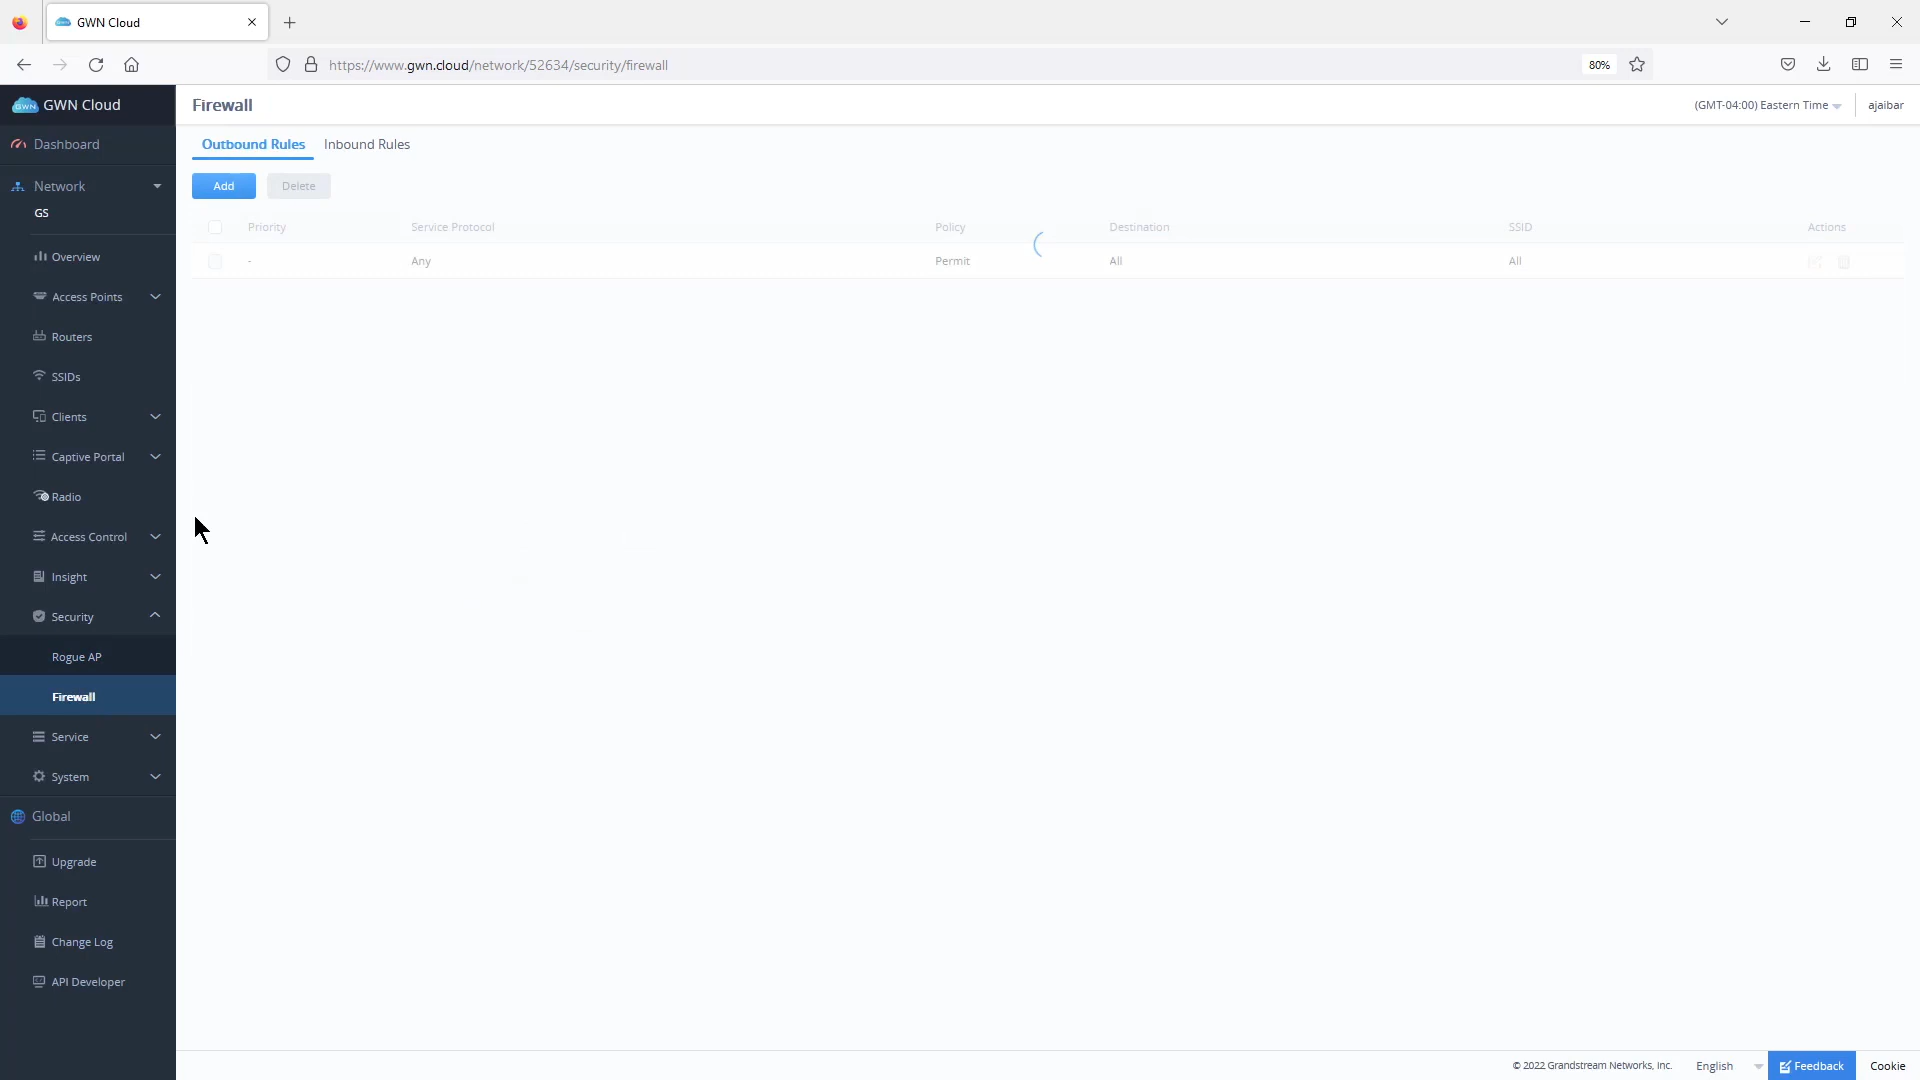 GWN Cloud
https://www.gwn.cloud/network/52634/security/firewall
80%
GWN
GWN Cloud
Firewall
(GMT-04:00) Eastern Time
ajaibar
Dashboard
Outbound Rules
Inbound Rules
Network
GS
Add
Delete
Priority
Service Protocol
Policy
Destination
SSID
Actions
-
Any
Permit
All
All
Overview
Access Points
Routers
SSIDs
Clients
Captive Portal
Radio
Access Control
Insight
Security
Rogue AP
Firewall
Service
System
Global
Upgrade
Report
Change Log
API Developer
© 2022 Grandstream Networks, Inc.
English
Feedback
Cookie